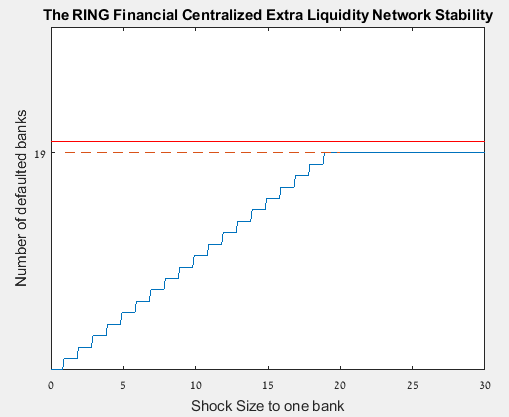 The RING Financial Centralized Extra Liquidity Network Stability
Number of defaulted banks
19
0 5 10 15 20 25 30
Shock Size to one bank